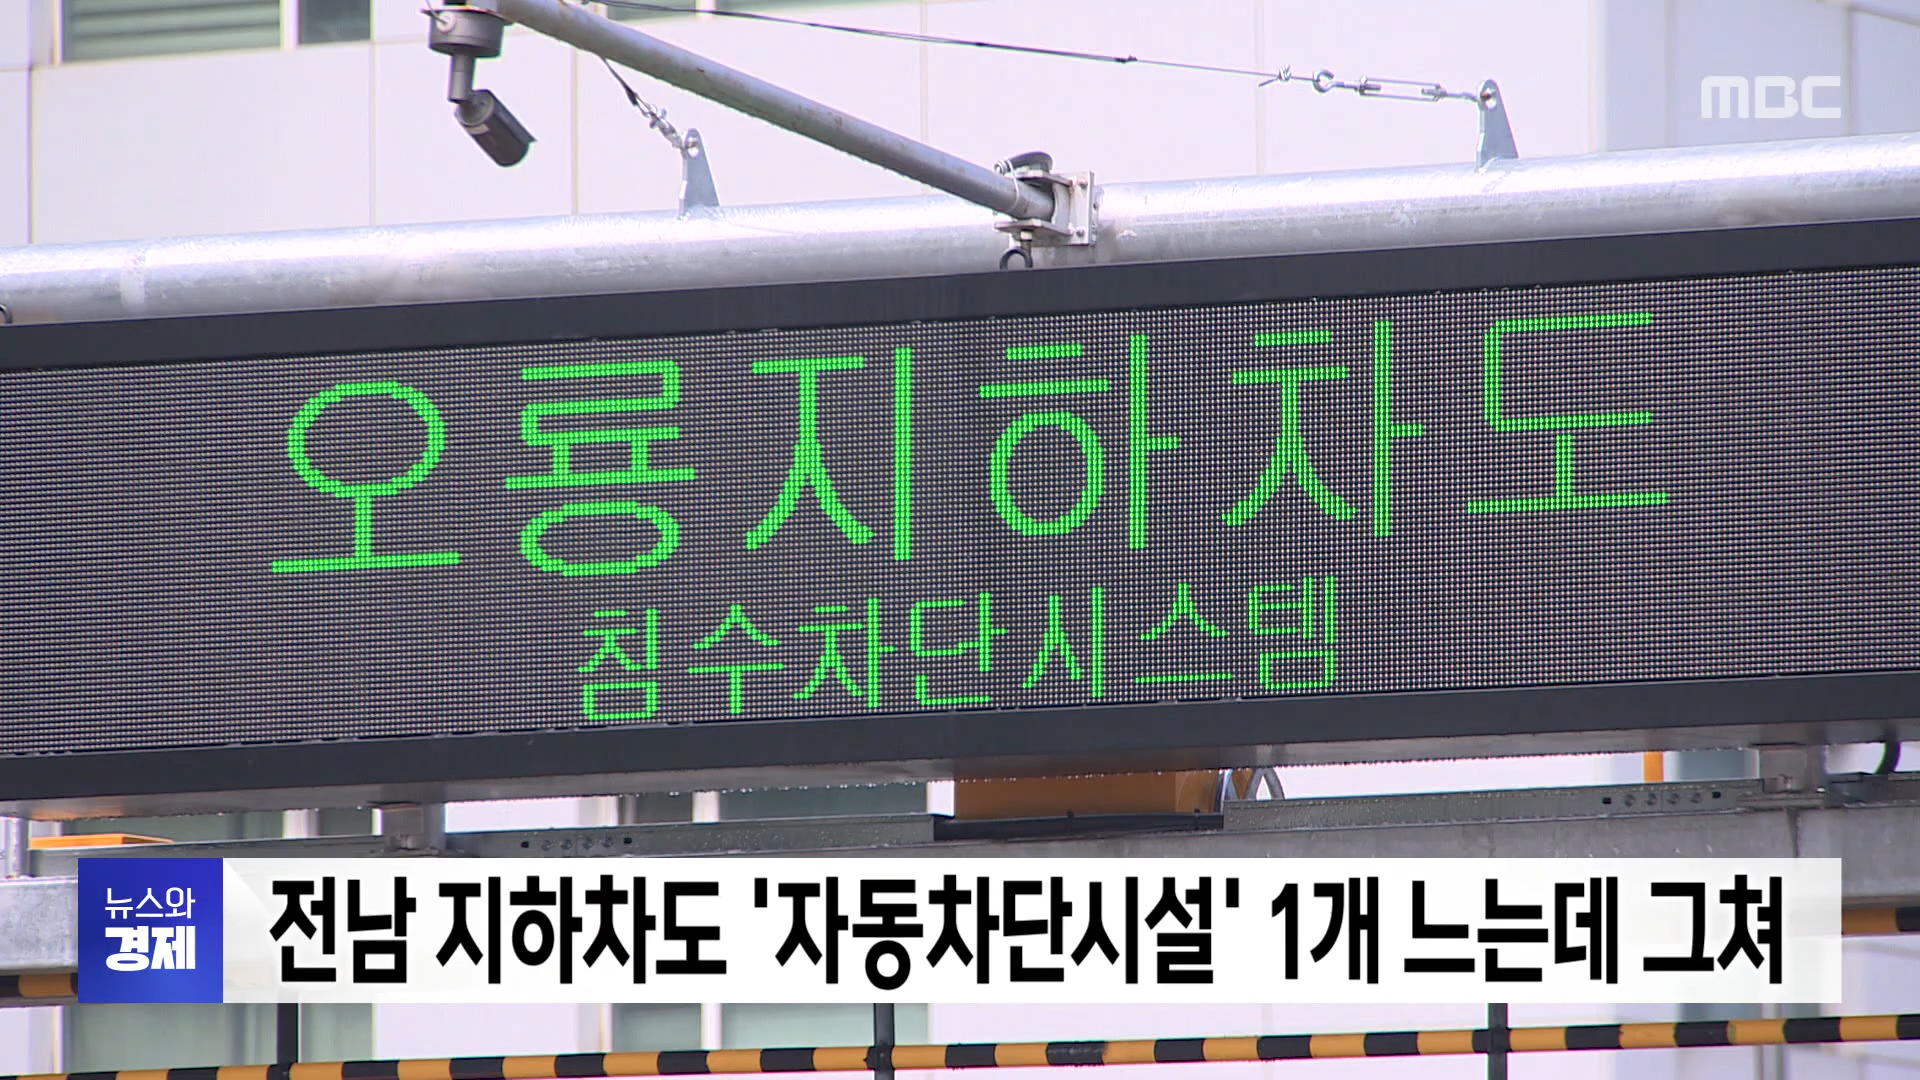 MBC
오룡지하차도
침수차단시스템
뉴스와
경제
전남 지하차도 '자동차단시설' 1개 느는데 그쳐